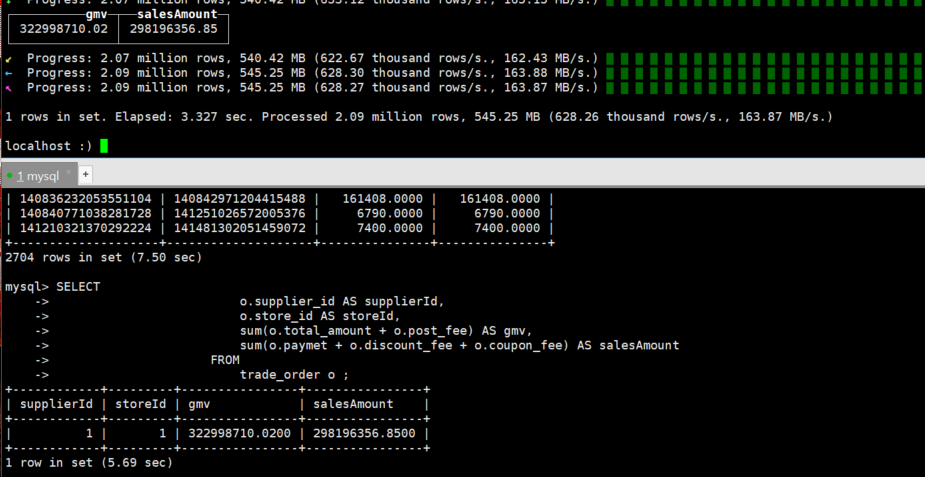 Progress: 2.07 million rows, 540.42 MB (633.12 thousand rows/s., 163.13 MB/s.)
gmv salesAmount
322998710.02 298196356.85
Progress: 2.07 million rows, 540.42 MB (622.67 thousand rows/s., 162.43 MB/s.)
Progress: 2.09 million rows, 545.25 MB (628.30 thousand rows/s., 163.88 MB/s.)
Progress: 2.09 million rows, 545.25 MB (628.27 thousand rows/s., 163.87 MB/s.)
1 rows in set. Elapsed: 3.327 sec. Processed 2.09 million rows, 545.25 MB (628.26 thousand rows/s., 163.87 MB/s.)
localhost :)
1 mysql × +
| 140836232053551104 | 140842971204415488 | 161408.0000 | 161408.0000 |
| 140840771038281728 | 141251026572005376 | 6790.0000 | 6790.0000 |
| 141210321370292224 | 141481302051459072 | 7400.0000 | 7400.0000 |
+--------------------+--------------------+---------------+---------------+
2704 rows in set (7.50 sec)
mysql> SELECT
-> o.supplier_id AS supplierId,
-> o.store_id AS storeId,
-> sum(o.total_amount + o.post_fee) AS gmv,
-> sum(o.paymet + o.discount_fee + o.coupon_fee) AS salesAmount
-> FROM
-> trade_order o ;
+------------+---------+----------------+----------------+
| supplierId | storeId | gmv | salesAmount |
+------------+---------+----------------+----------------+
| 1 | 1 | 322998710.0200 | 298196356.8500 |
+------------+---------+----------------+----------------+
1 row in set (5.69 sec)